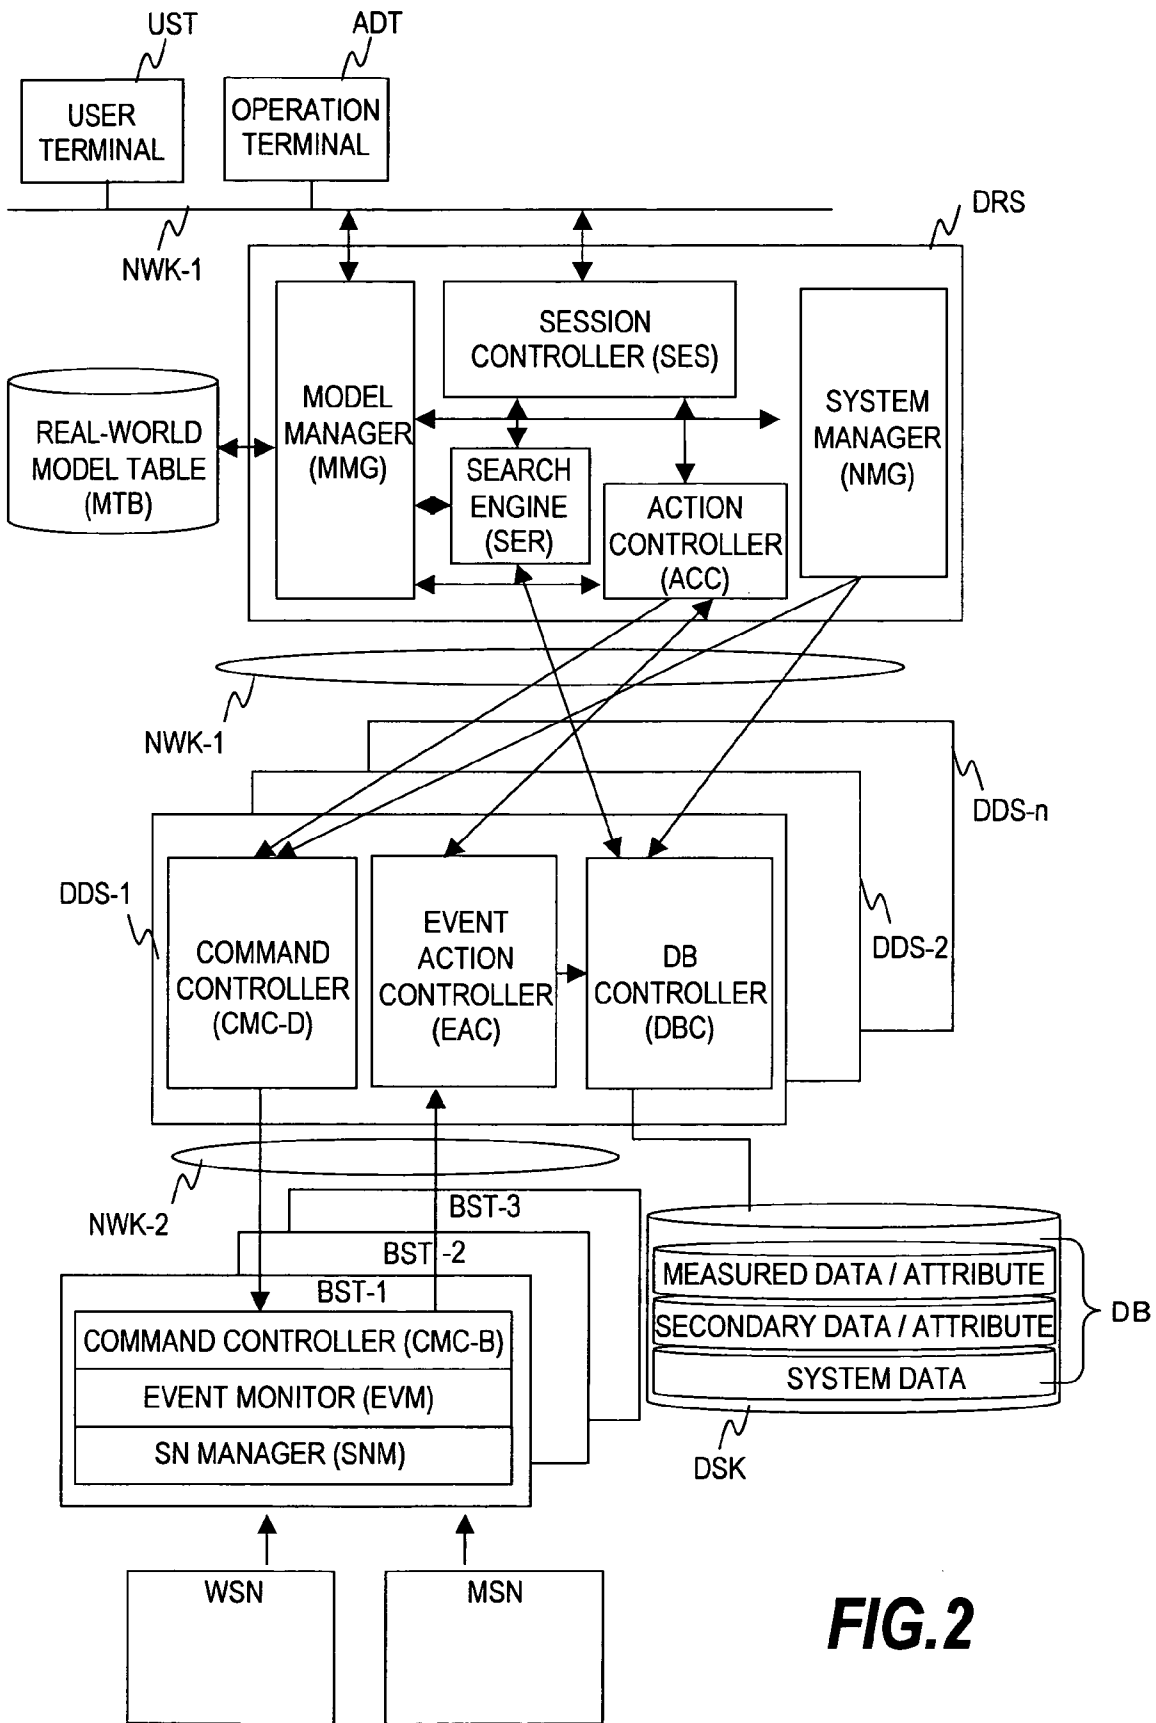 UST
ADT
USER
TERMINAL
OPERATION
TERMINAL
NWK-1
DRS
SESSION
CONTROLLER (SES)
MODEL
MANAGER
(MMG)
SYSTEM
MANAGER
(NMG)
REAL-WORLD
MODEL TABLE
(MTB)
SEARCH
ENGINE
(SER)
ACTION
CONTROLLER
(ACC)
NWK-1
DDS-n
DDS-1
DDS-2
COMMAND
CONTROLLER
(CMC-D)
EVENT
ACTION
CONTROLLER
(EAC)
DB
CONTROLLER
(DBC)
NWK-2
BST-3
BST-2
BST-1
COMMAND CONTROLLER (CMC-B)
EVENT MONITOR (EVM)
SN MANAGER (SNM)
MEASURED DATA / ATTRIBUTE
SECONDARY DATA / ATTRIBUTE
SYSTEM DATA
DB
DSK
WSN
MSN
FIG.2